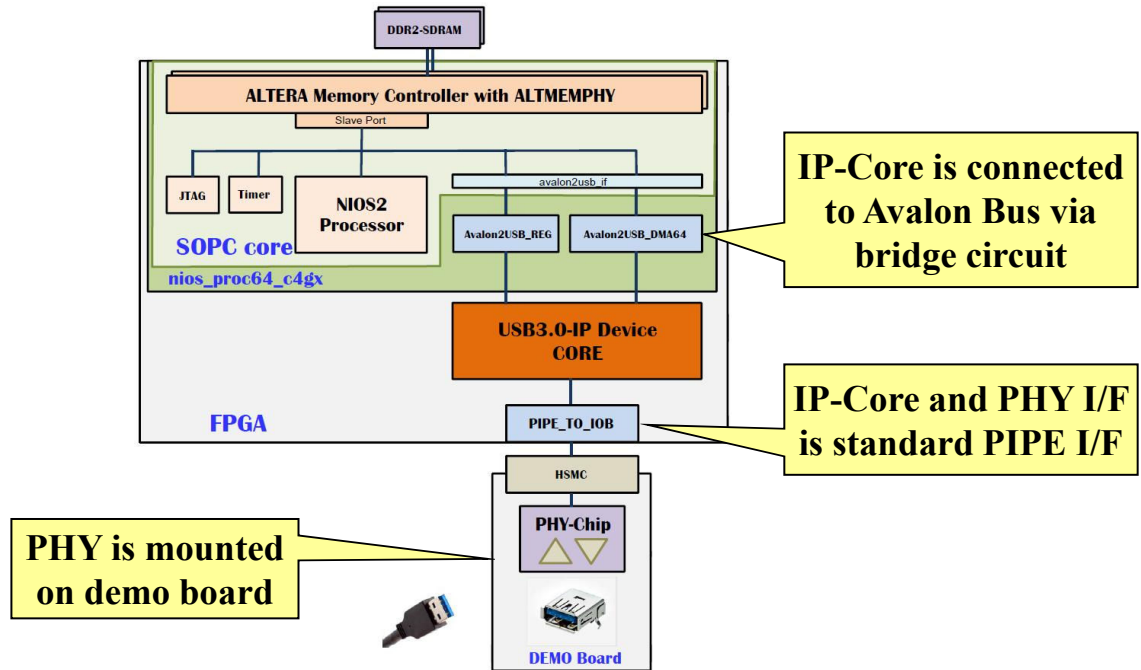 DDR2-SDRAM
ALTERA Memory Controller with ALTMEMPHY
Slave Port
avalon2usb_if
JTAG
Timer
NIOS2
Processor
Avalon2USB_REG
Avalon2USB_DMA64
SOPC core
nios_proc64_c4gx
IP-Core is connected
to Avalon Bus via
bridge circuit
USB3.0-IP Device
CORE
FPGA
PIPE_TO_IOB
IP-Core and PHY I/F
is standard PIPE I/F
HSMC
PHY-Chip
PHY is mounted
on demo board
DEMO Board